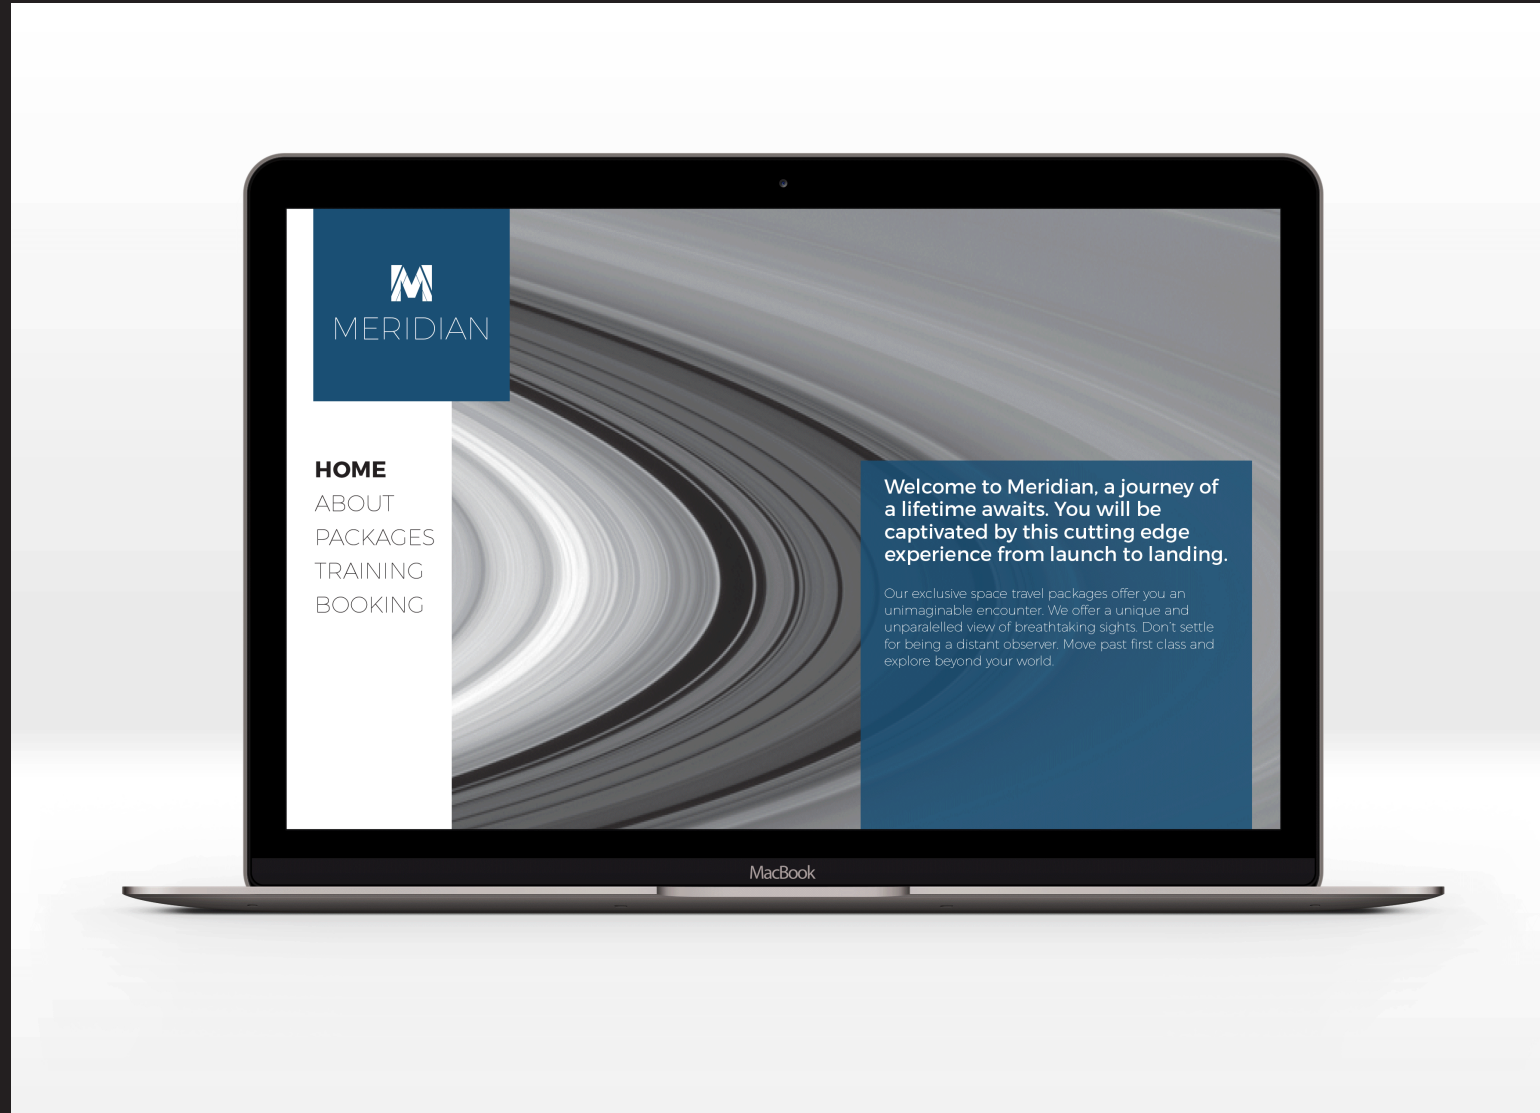 M
MERIDIAN
HOME
ABOUT
PACKAGES
TRAINING
BOOKING
Welcome to Meridian, a journey of
a lifetime awaits. You will be
captivated by this cutting edge
experience from launch to landing.
Our exclusive space travel packages offer you an
unimaginable encounter. We offer a unique and
unparalelled view of breathtaking sights. Don't settle
for being a distant observer. Move past first class and
explore beyond your world.
MacBook